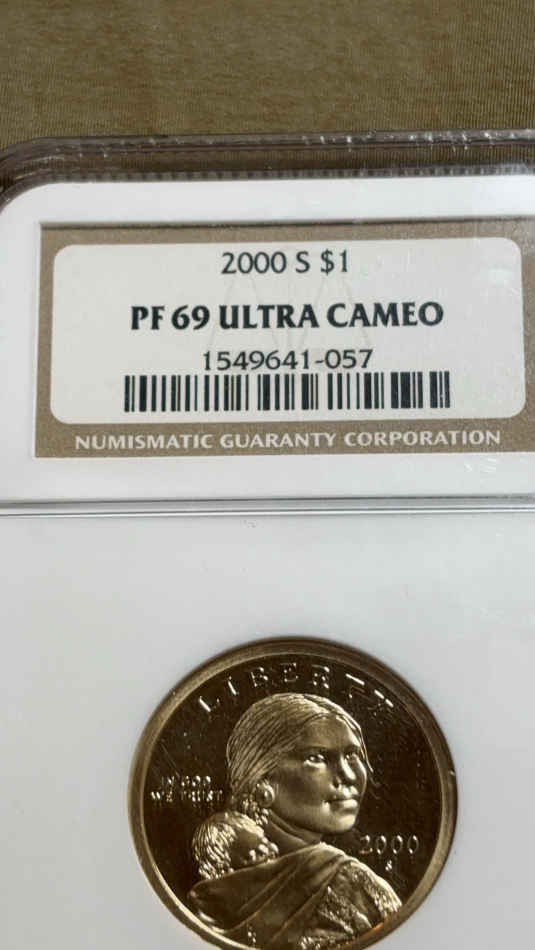 2000 S $1
PF 69 ULTRA CAMEO
1549641-057
NUMISMATIC GUARANTY CORPORATION
LIBERTY
IN GOD
WE TRUST
2000
S